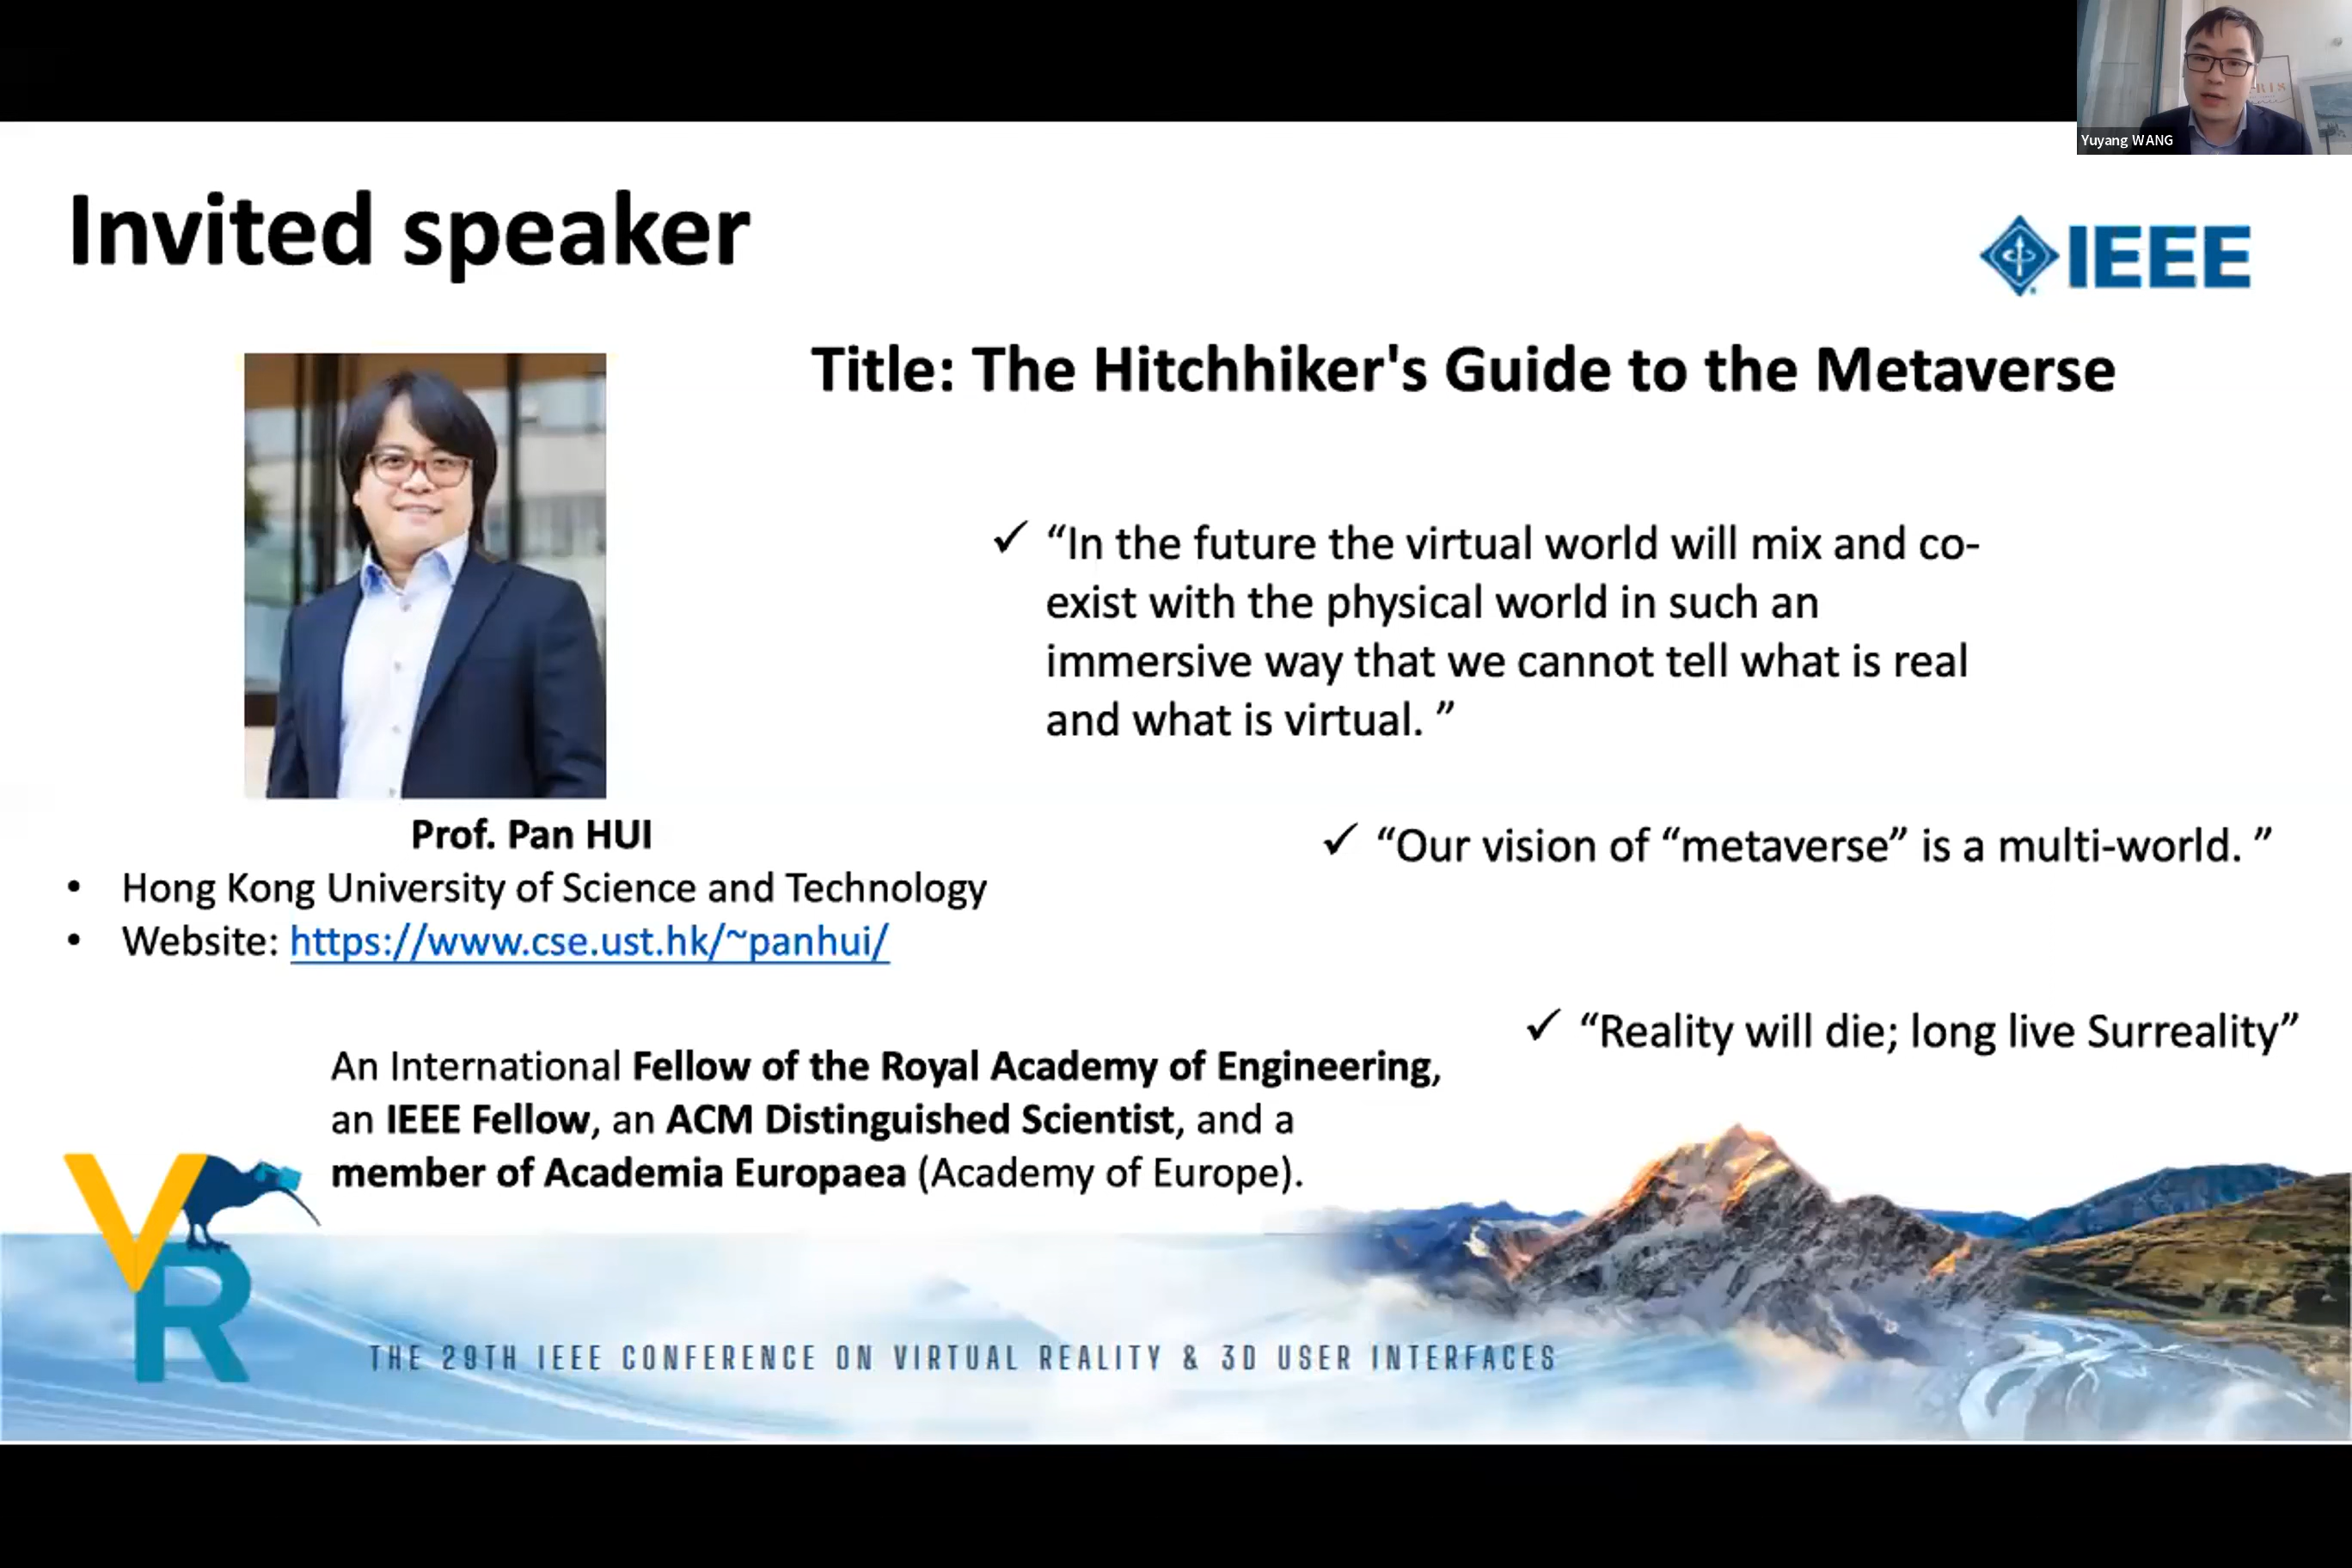 Yuyang WANG
Invited speaker
IEEE
Title: The Hitchhiker's Guide to the Metaverse
✓ “In the future the virtual world will mix and co-
exist with the physical world in such an
immersive way that we cannot tell what is real
and what is virtual. ”
Prof. Pan HUI
• Hong Kong University of Science and Technology
• Website: https://www.cse.ust.hk/~panhui/
✓ “Our vision of “metaverse” is a multi-world. ”
✓ “Reality will die; long live Surreality”
An International Fellow of the Royal Academy of Engineering,
an IEEE Fellow, an ACM Distinguished Scientist, and a
member of Academia Europaea (Academy of Europe).
VR
THE 29TH IEEE CONFERENCE ON VIRTUAL REALITY & 3D USER INTERFACES